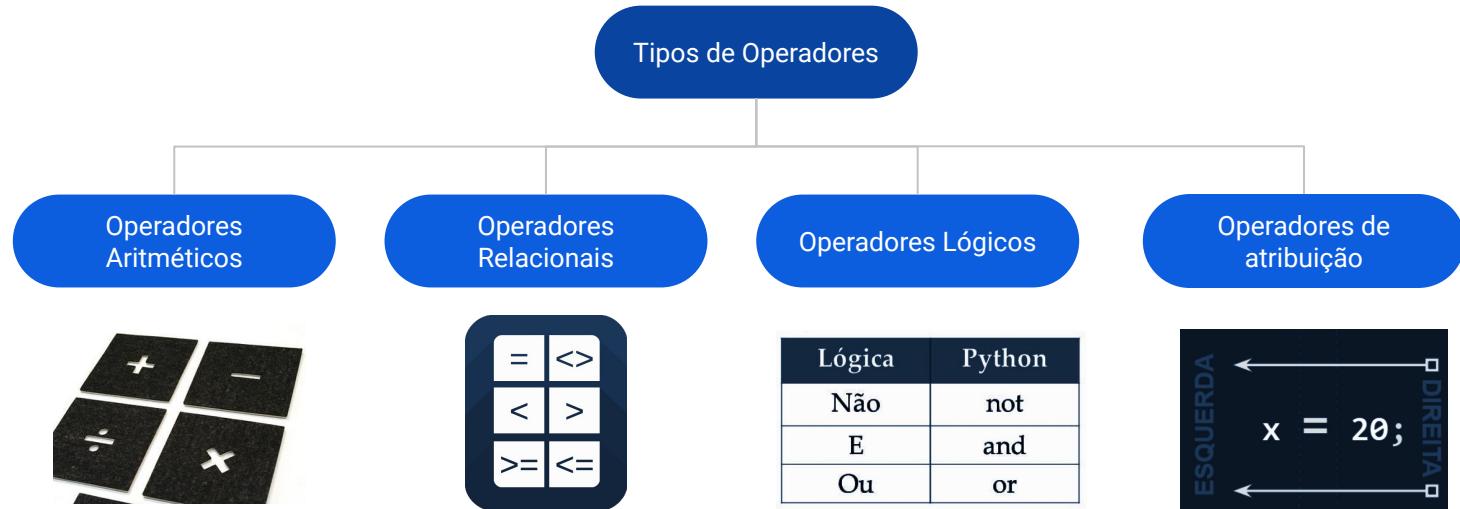 Tipos de Operadores
Operadores
Aritméticos
Operadores
Relacionais
Operadores Lógicos
Operadores de
atribuição
+ −
÷ ×
= <>
< >
>= <=
Lógica Python
Não not
E and
Ou or
ESQUERDA
x = 20;
DIREITA